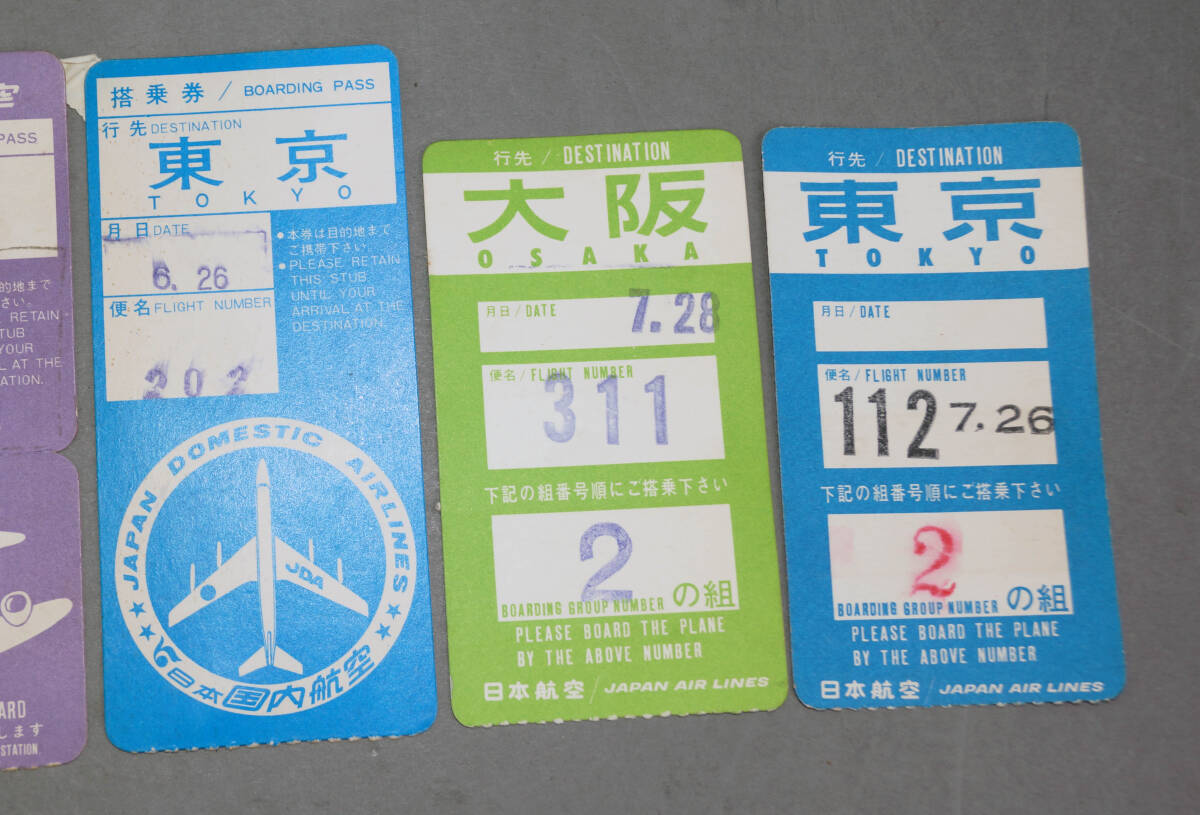 空
PASS
的地まで
さい。
RETAIN
TUB
YOUR
AL AT THE
ATION.
ARD
します
STATION.
搭乗券 / BOARDING PASS
行先 DESTINATION
東京
TOKYO
月日 DATE
6.26
便名 FLIGHT NUMBER
202
●本券は目的地まで
ご携帯下さい。
●PLEASE RETAIN
THIS STUB
UNTIL YOUR
ARRIVAL AT THE
DESTINATION.
★★ JAPAN DOMESTIC AIRLINES ★★
JDA
日本国内航空
行先 / DESTINATION
大阪
OSAKA
月日 / DATE
7.28
便名 / FLIGHT NUMBER
311
下記の組番号順にご搭乗下さい
2
BOARDING GROUP NUMBER の組
PLEASE BOARD THE PLANE
BY THE ABOVE NUMBER
日本航空 / JAPAN AIR LINES
行先 / DESTINATION
東京
TOKYO
月日 / DATE
便名 / FLIGHT NUMBER
112 7.26
下記の組番号順にご搭乗下さい
2
BOARDING GROUP NUMBER の組
PLEASE BOARD THE PLANE
BY THE ABOVE NUMBER
日本航空 / JAPAN AIR LINES